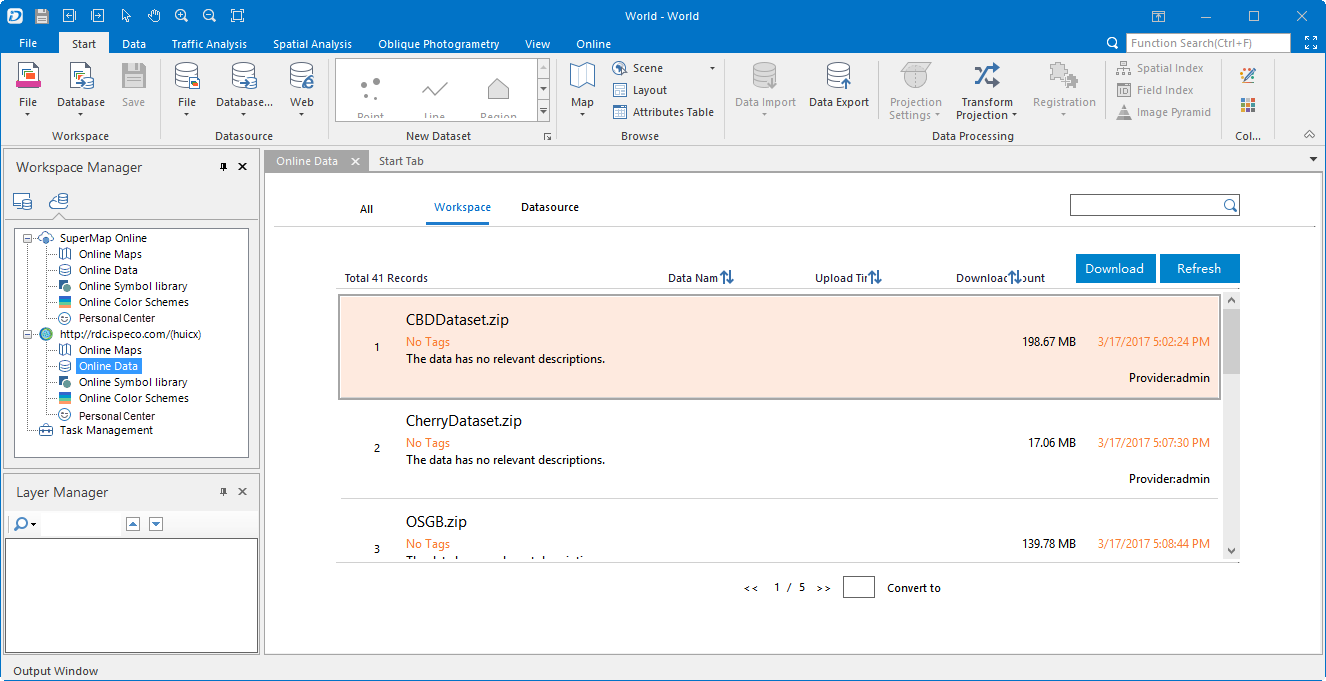 World - World
File Start Data Traffic Analysis Spatial Analysis Oblique Photogrametry View Online Function Search(Ctrl+F)
File Database Save File Database... Web Point Line Region Map Scene Layout Attributes Table Data Import Data Export Projection Settings Transform Projection Registration Spatial Index Field Index Image Pyramid
Workspace Datasource New Dataset Browse Data Processing Col...
Workspace Manager
SuperMap Online
Online Maps
Online Data
Online Symbol library
Online Color Schemes
Personal Center
http://rdc.ispeco.com/(huicx)
Online Maps
Online Data
Online Symbol library
Online Color Schemes
Personal Center
Task Management
Layer Manager
Online Data Start Tab
All Workspace Datasource
Total 41 Records Data Nam Upload Tir Download ount Download Refresh
CBDDataset.zip
1 No Tags 198.67 MB 3/17/2017 5:02:24 PM
The data has no relevant descriptions.
Provider:admin
CherryDataset.zip
2 No Tags 17.06 MB 3/17/2017 5:07:30 PM
The data has no relevant descriptions.
Provider:admin
OSGB.zip
3 No Tags 139.78 MB 3/17/2017 5:08:44 PM
<< 1 / 5 >> Convert to
Output Window